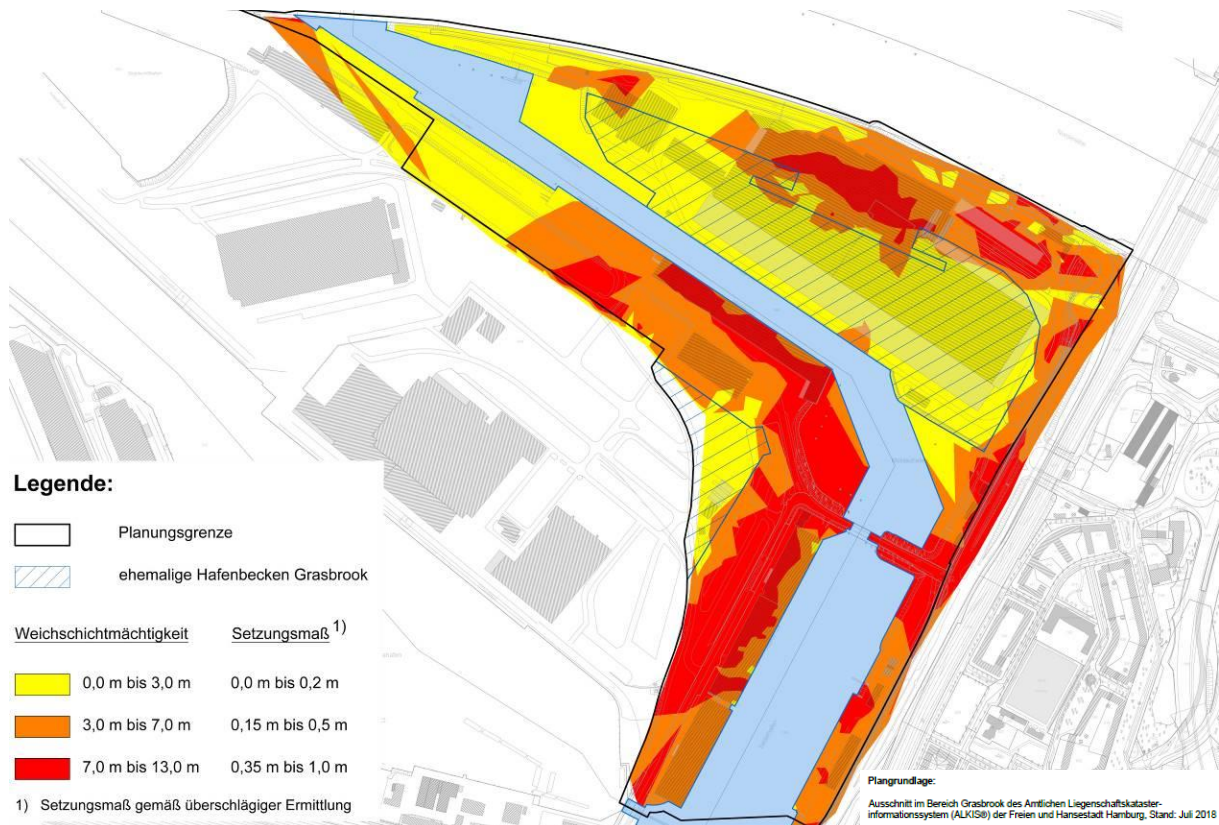 Legende:
Planungsgrenze
ehemalige Hafenbecken Grasbrook
Weichschichtmächtigkeit Setzungsmaß 1)
0,0 m bis 3,0 m 0,0 m bis 0,2 m
3,0 m bis 7,0 m 0,15 m bis 0,5 m
7,0 m bis 13,0 m 0,35 m bis 1,0 m
1) Setzungsmaß gemäß überschlägiger Ermittlung
Plangrundlage:
Ausschnitt im Bereich Grasbrook des Amtlichen Liegenschaftskataster-
informationssystem (ALKIS®) der Freien und Hansestadt Hamburg, Stand: Juli 2018